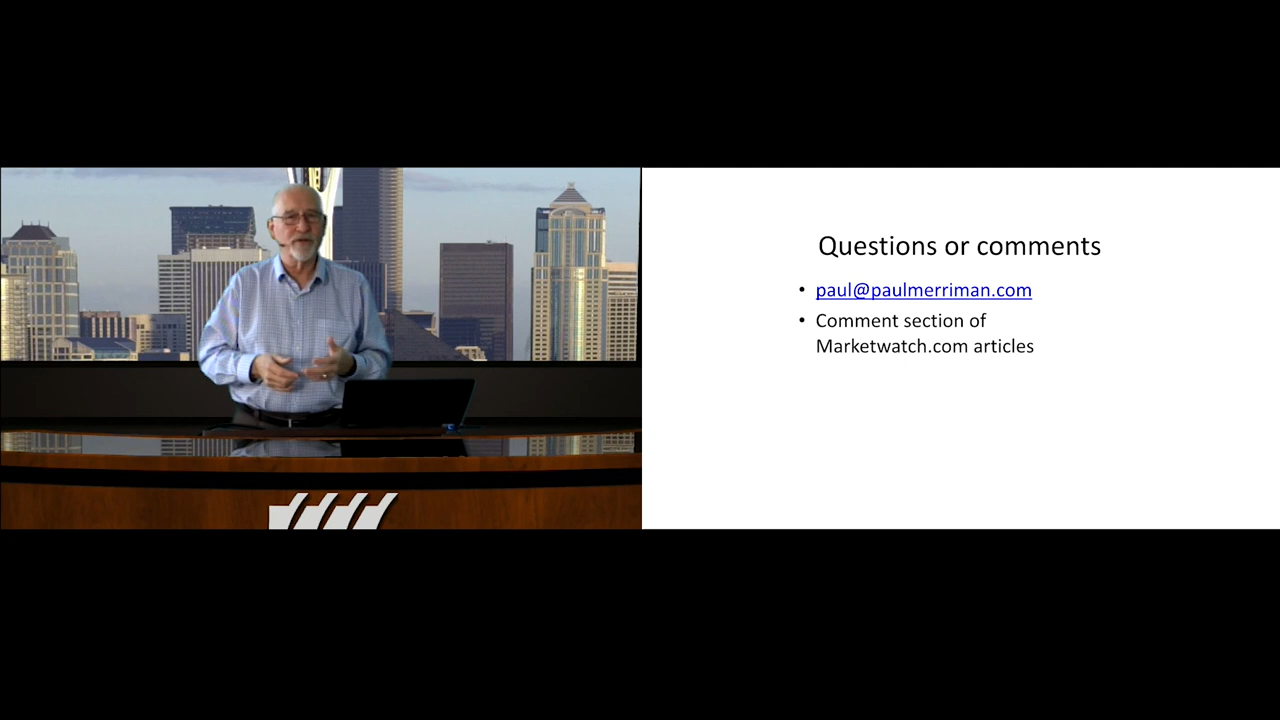 Questions or comments
• paul@paulmerriman.com
• Comment section of
Marketwatch.com articles